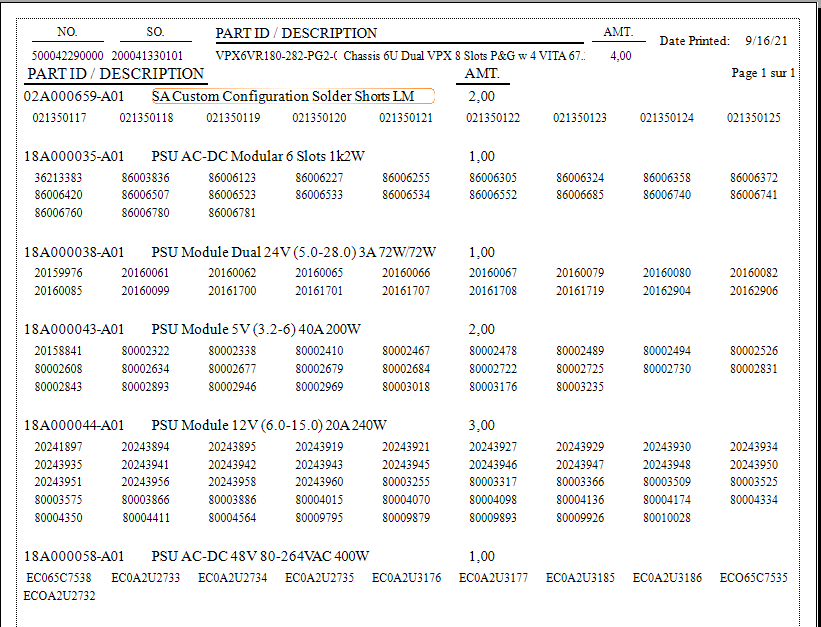 NO. SO. PART ID / DESCRIPTION AMT. Date Printed: 9/16/21
500042290000 200041330101 VPX6VR180-282-PG2-( Chassis 6U Dual VPX 8 Slots P&G w 4 VITA 67. 4,00
PART ID / DESCRIPTION AMT. Page 1 sur 1
02A000659-A01 SA Custom Configuration Solder Shorts LM 2,00
021350117 021350118 021350119 021350120 021350121 021350122 021350123 021350124 021350125
18A000035-A01 PSU AC-DC Modular 6 Slots 1k2W 1,00
36213383 86003836 86006123 86006227 86006255 86006305 86006324 86006358 86006372
86006420 86006507 86006523 86006533 86006534 86006552 86006685 86006740 86006741
86006760 86006780 86006781
18A000038-A01 PSU Module Dual 24V (5.0-28.0) 3A 72W/72W 1,00
20159976 20160061 20160062 20160065 20160066 20160067 20160079 20160080 20160082
20160085 20160099 20161700 20161701 20161707 20161708 20161719 20162904 20162906
18A000043-A01 PSU Module 5V (3.2-6) 40A 200W 2,00
20158841 80002322 80002338 80002410 80002467 80002478 80002489 80002494 80002526
80002608 80002634 80002677 80002679 80002684 80002722 80002725 80002730 80002831
80002843 80002893 80002946 80002969 80003018 80003176 80003235
18A000044-A01 PSU Module 12V (6.0-15.0) 20A 240W 3,00
20241897 20243894 20243895 20243919 20243921 20243927 20243929 20243930 20243934
20243935 20243941 20243942 20243943 20243945 20243946 20243947 20243948 20243950
20243951 20243956 20243958 20243960 80003255 80003317 80003366 80003509 80003525
80003575 80003866 80003886 80004015 80004070 80004098 80004136 80004174 80004334
80004350 80004411 80004564 80009795 80009879 80009893 80009926 80010028
18A000058-A01 PSU AC-DC 48V 80-264VAC 400W 1,00
EC065C7538 EC0A2U2733 EC0A2U2734 EC0A2U2735 EC0A2U3176 EC0A2U3177 EC0A2U3185 EC0A2U3186 ECO65C7535
ECOA2U2732